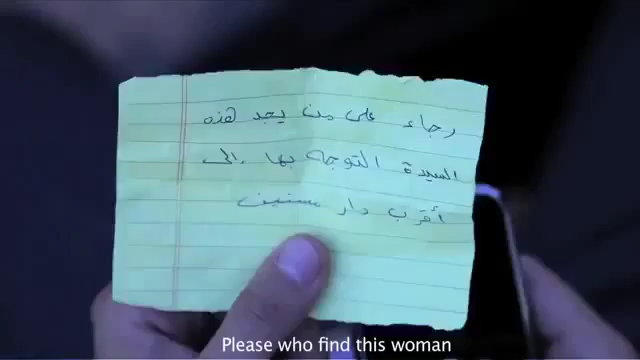 رجاء على من يجد هذه
السيدة التوجه بها الى
أقرب دار مسنين
Please who find this woman